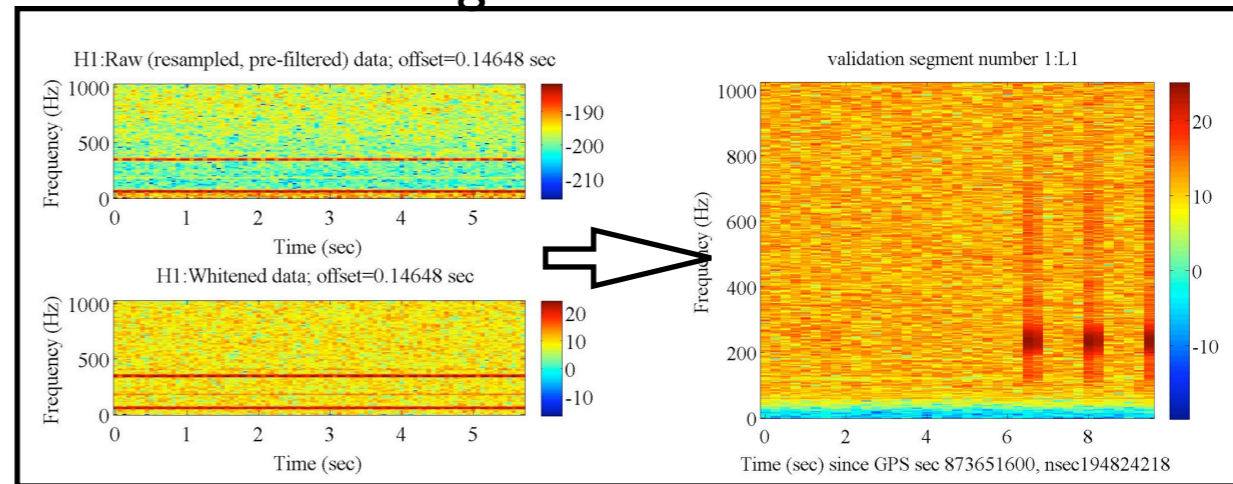 H1:Raw (resampled, pre-filtered) data; offset=0.14648 sec
Frequency (Hz)
1000
500
0
0 1 2 3 4 5
Time (sec)
-190
-200
-210
H1:Whitened data; offset=0.14648 sec
Frequency (Hz)
1000
500
0
0 1 2 3 4 5
Time (sec)
20
10
0
-10
validation segment number 1:L1
Frequency (Hz)
1000
800
600
400
200
0
0 2 4 6 8
Time (sec) since GPS sec 873651600, nsec194824218
20
10
0
-10